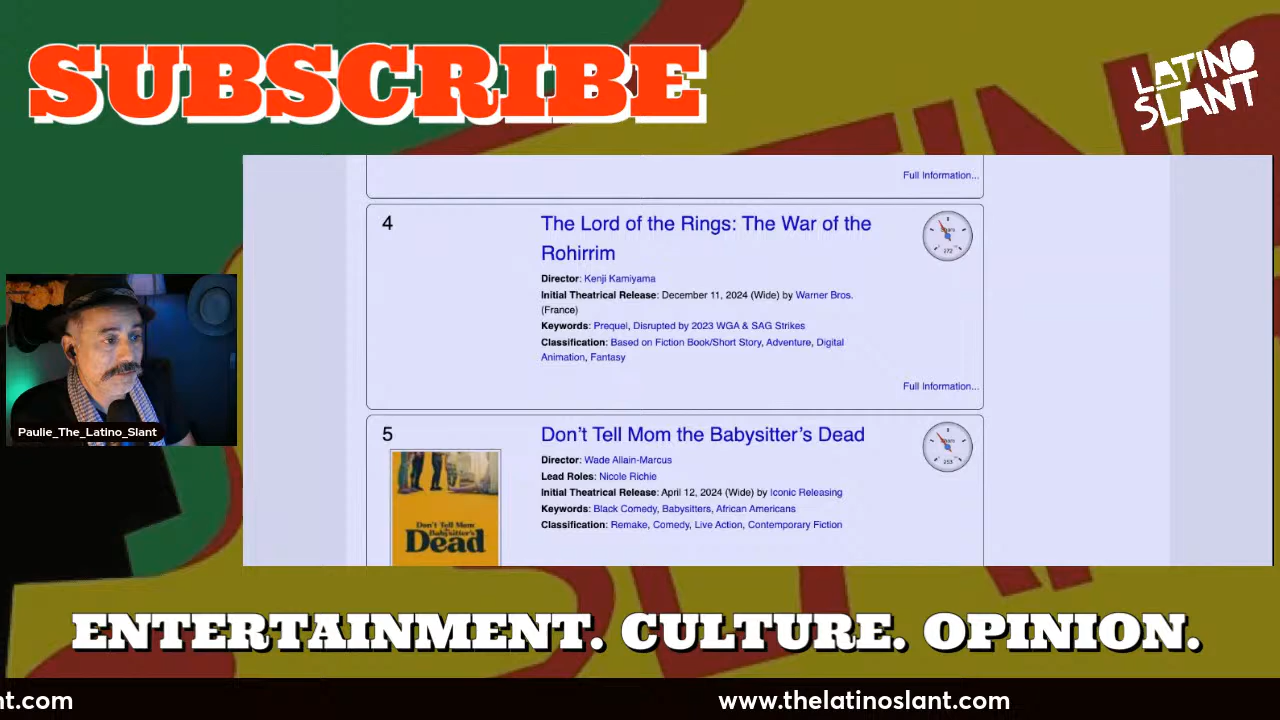 SUBSCRIBE
LATINO
SLANT
Full Information...
4
The Lord of the Rings: The War of the
Rohirrim
Director: Kenji Kamiyama
Initial Theatrical Release: December 11, 2024 (Wide) by Warner Bros.
(France)
Keywords: Prequel, Disrupted by 2023 WGA & SAG Strikes
Classification: Based on Fiction Book/Short Story, Adventure, Digital
Animation, Fantasy
272
Full Information...
5
Don’t Tell Mom the Babysitter’s Dead
Director: Wade Allain-Marcus
Lead Roles: Nicole Richie
Initial Theatrical Release: April 12, 2024 (Wide) by Iconic Releasing
Keywords: Black Comedy, Babysitters, African Americans
Classification: Remake, Comedy, Live Action, Contemporary Fiction
253
Don't Tell Mom
the Babysitter's
Dead
Paulie_The_Latino_Slant
ENTERTAINMENT. CULTURE. OPINION.
nt.com
www.thelatinoslant.com